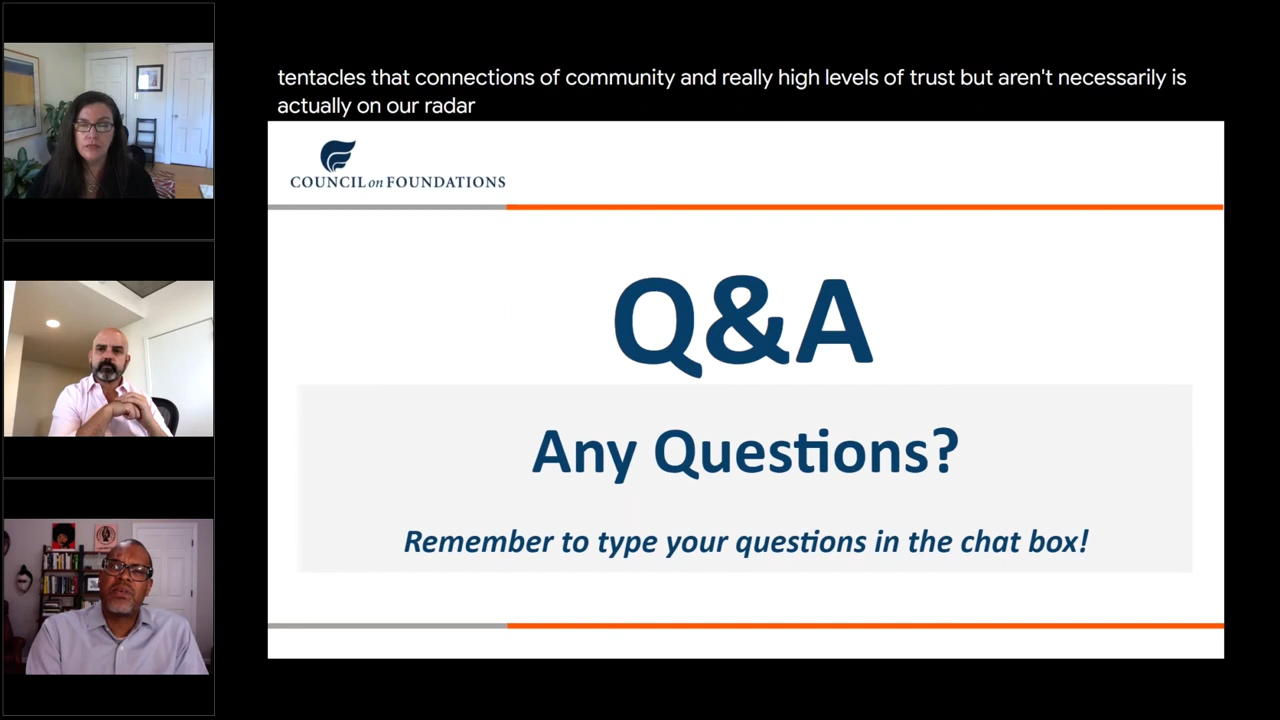 tentacles that connections of community and really high levels of trust but aren't necessarily is
actually on our radar
COUNCIL on FOUNDATIONS
Q&A
Any Questions?
Remember to type your questions in the chat box!